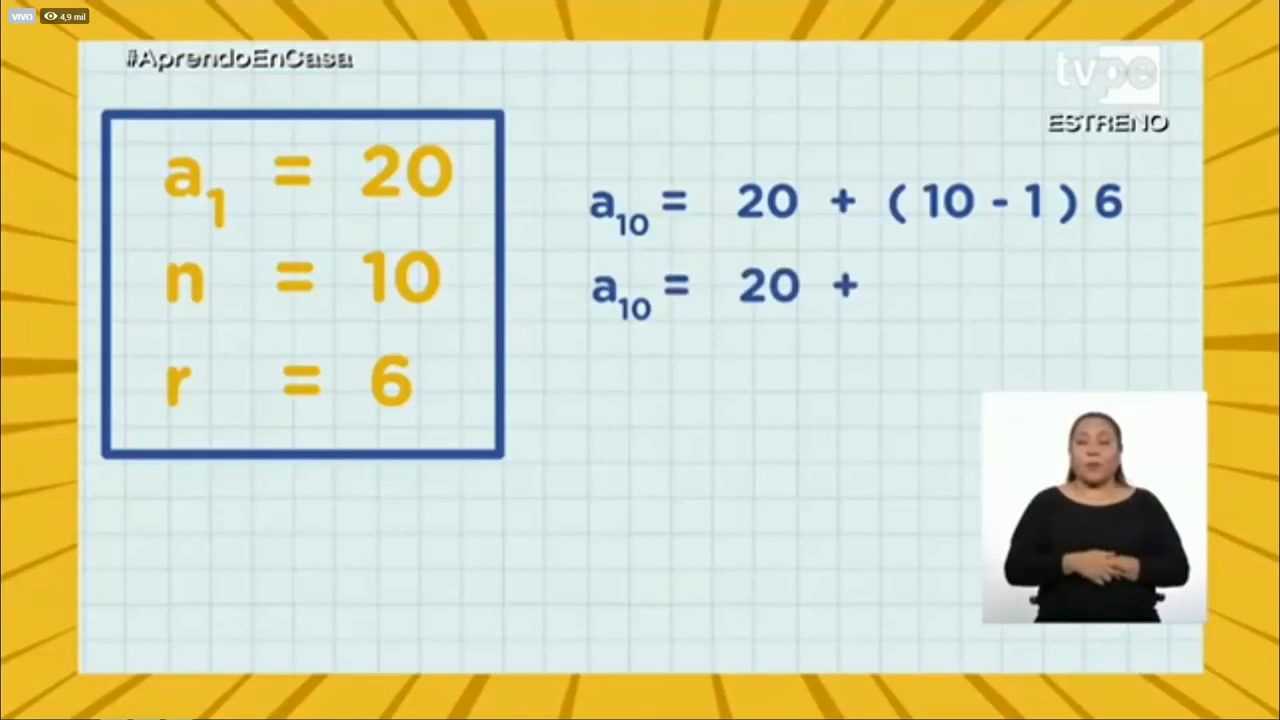 VIVO 4,9 mil
#AprendoEnCasa
tvpe
ESTRENO
a₁ = 20
n = 10
r = 6
a₁₀ = 20 + ( 10 - 1 ) 6
a₁₀ = 20 +